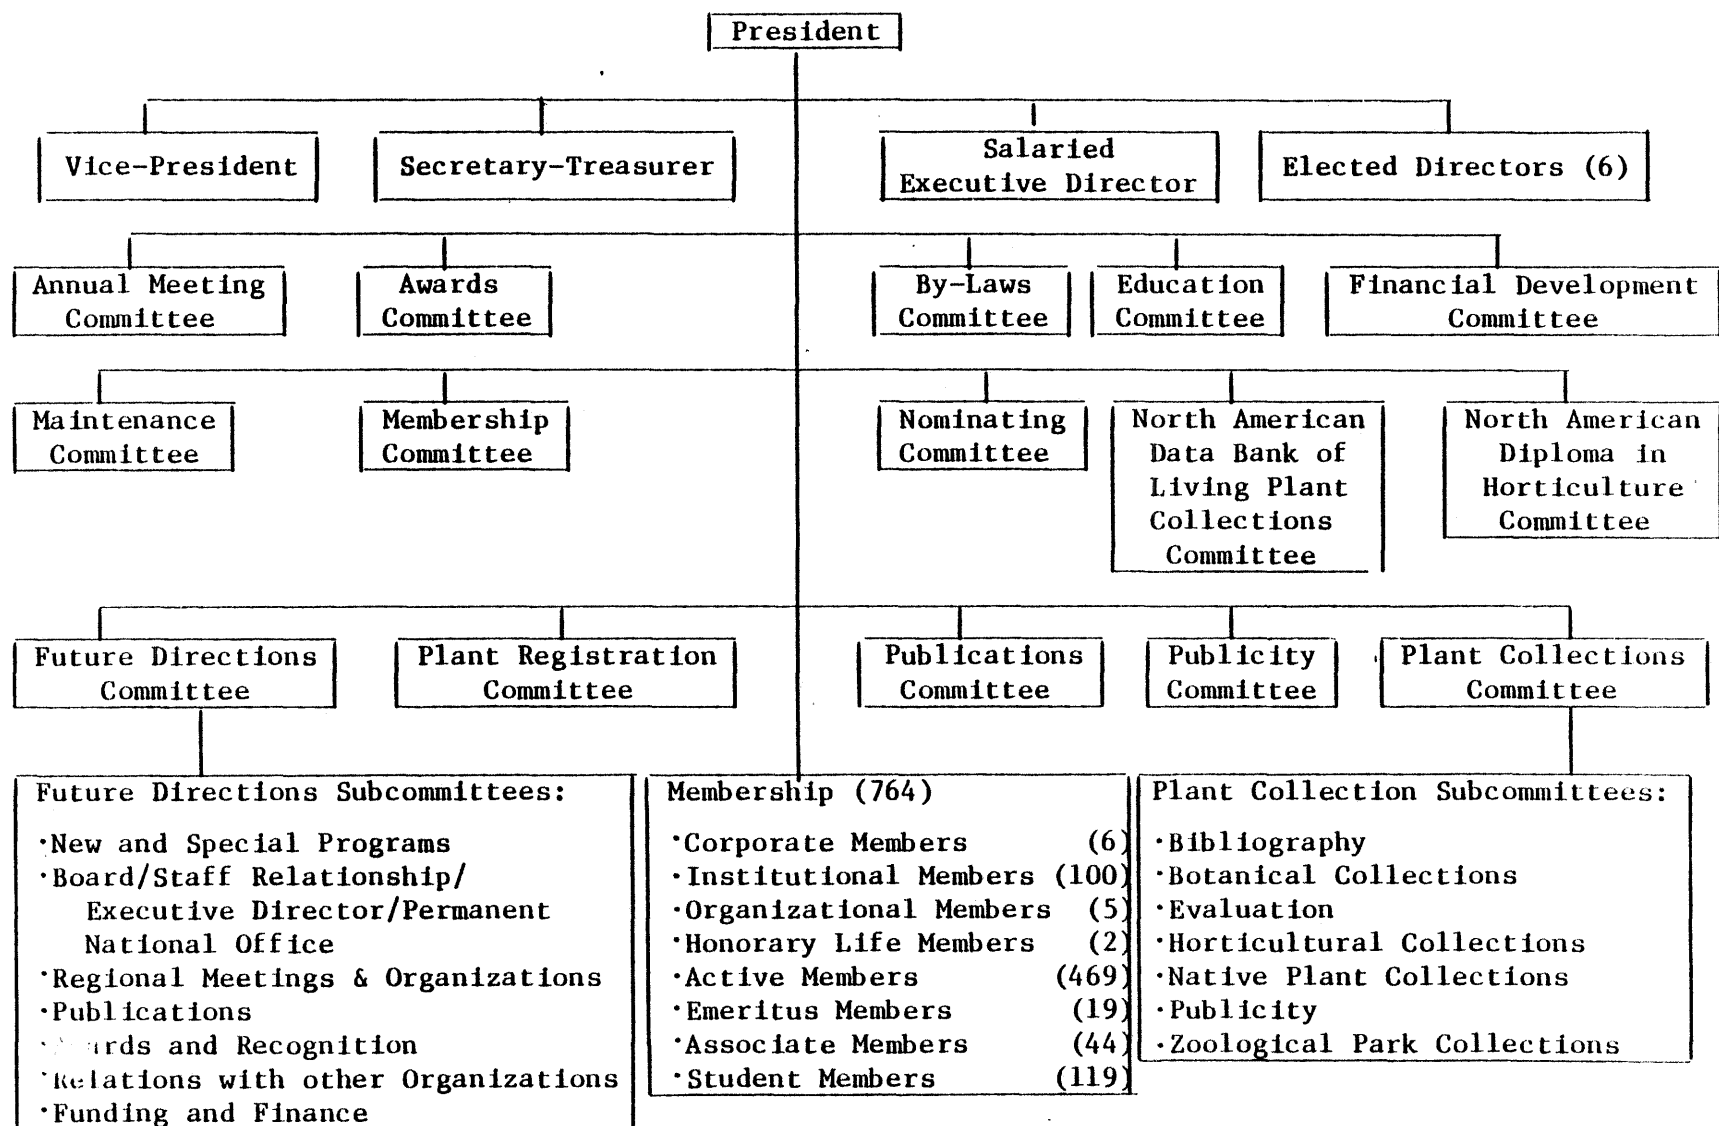 President
Vice-President
Secretary-Treasurer
Salaried
Executive Director
Elected Directors (6)
Annual Meeting
Committee
Awards
Committee
By-Laws
Committee
Education
Committee
Financial Development
Committee
Maintenance
Committee
Membership
Committee
Nominating
Committee
North American
Data Bank of
Living Plant
Collections
Committee
North American
Diploma in
Horticulture
Committee
Future Directions
Committee
Plant Registration
Committee
Publications
Committee
Publicity
Committee
Plant Collections
Committee
Future Directions Subcommittees:
·New and Special Programs
·Board/Staff Relationship/
Executive Director/Permanent
National Office
·Regional Meetings & Organizations
·Publications
and Recognition
·Relations with other Organizations
·Funding and Finance
Membership (764)
·Corporate Members (6)
·Institutional Members (100)
·Organizational Members (5)
·Honorary Life Members (2)
·Active Members (469)
·Emeritus Members (19)
·Associate Members (44)
·Student Members (119)
Plant Collection Subcommittees:
·Bibliography
·Botanical Collections
·Evaluation
·Horticultural Collections
·Native Plant Collections
·Publicity
·Zoological Park Collections